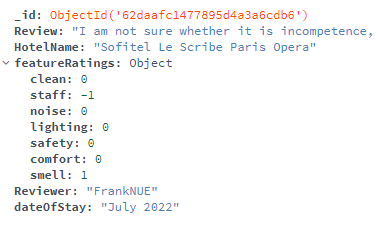 _id: ObjectId('62daafc1477895d4a3a6cdb6')
Review: "I am not sure whether it is incompetence,
HotelName: "Sofitel Le Scribe Paris Opera"
featureRatings: Object
clean: 0
staff: -1
noise: 0
lighting: 0
safety: 0
comfort: 0
smell: 1
Reviewer: "FrankNUE"
dateOfStay: "July 2022"